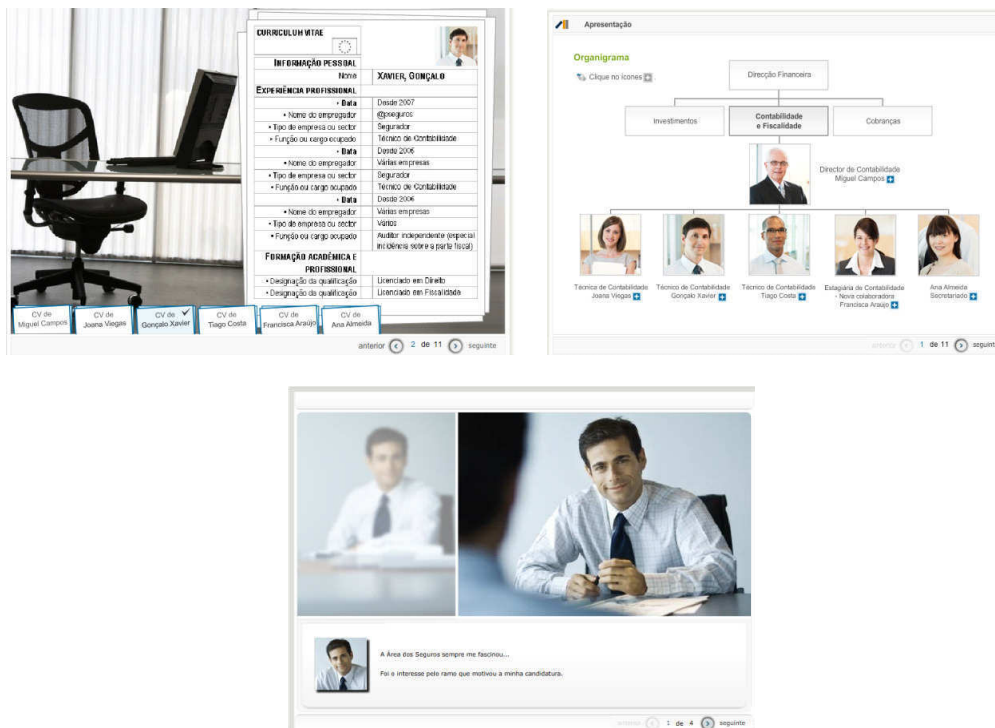 CURRICULUM VITAE
INFORMAÇÃO PESSOAL
Nome XAVIER, GONÇALO
EXPERIÊNCIA PROFISSIONAL
• Data Desde 2007
• Nome do empregador @pseguros
• Tipo de empresa ou sector Segurador
• Função ou cargo ocupado Técnico de Contabilidade
• Data Desde 2006
• Nome do empregador Várias empresas
• Tipo de empresa ou sector Segurador
• Função ou cargo ocupado Técnico de Contabilidade
• Data Desde 2006
• Nome do empregador Várias empresas
• Tipo de empresa ou sector Vários
• Função ou cargo ocupado Auditor independente (especial
incidência sobre a parte fiscal)
FORMAÇÃO ACADÉMICA E
PROFISSIONAL
• Designação da qualificação Licenciado em Direito
• Designação da qualificação Licenciado em Fiscalidade
CV de
Miguel Campos
CV de
Joana Viegas
CV de
Gonçalo Xavier
CV de
Tiago Costa
CV de
Francisca Araújo
CV de
Ana Almeida
anterior 2 de 11 seguinte
Apresentação
Organigrama
Clique no ícones
Direcção Financeira
Investimentos
Contabilidade
e Fiscalidade
Cobranças
Director de Contabilidade
Miguel Campos
Técnica de Contabilidade
Joana Viegas
Técnico de Contabilidade
Gonçalo Xavier
Técnico de Contabilidade
Tiago Costa
Estagiária de Contabilidade
- Nova colaboradora
Francisca Araújo
Ana Almeida
Secretariado
anterior 1 de 11 seguinte
A Área dos Seguros sempre me fascinou...
Foi o interesse pelo ramo que motivou a minha candidatura.
anterior 1 de 4 seguinte